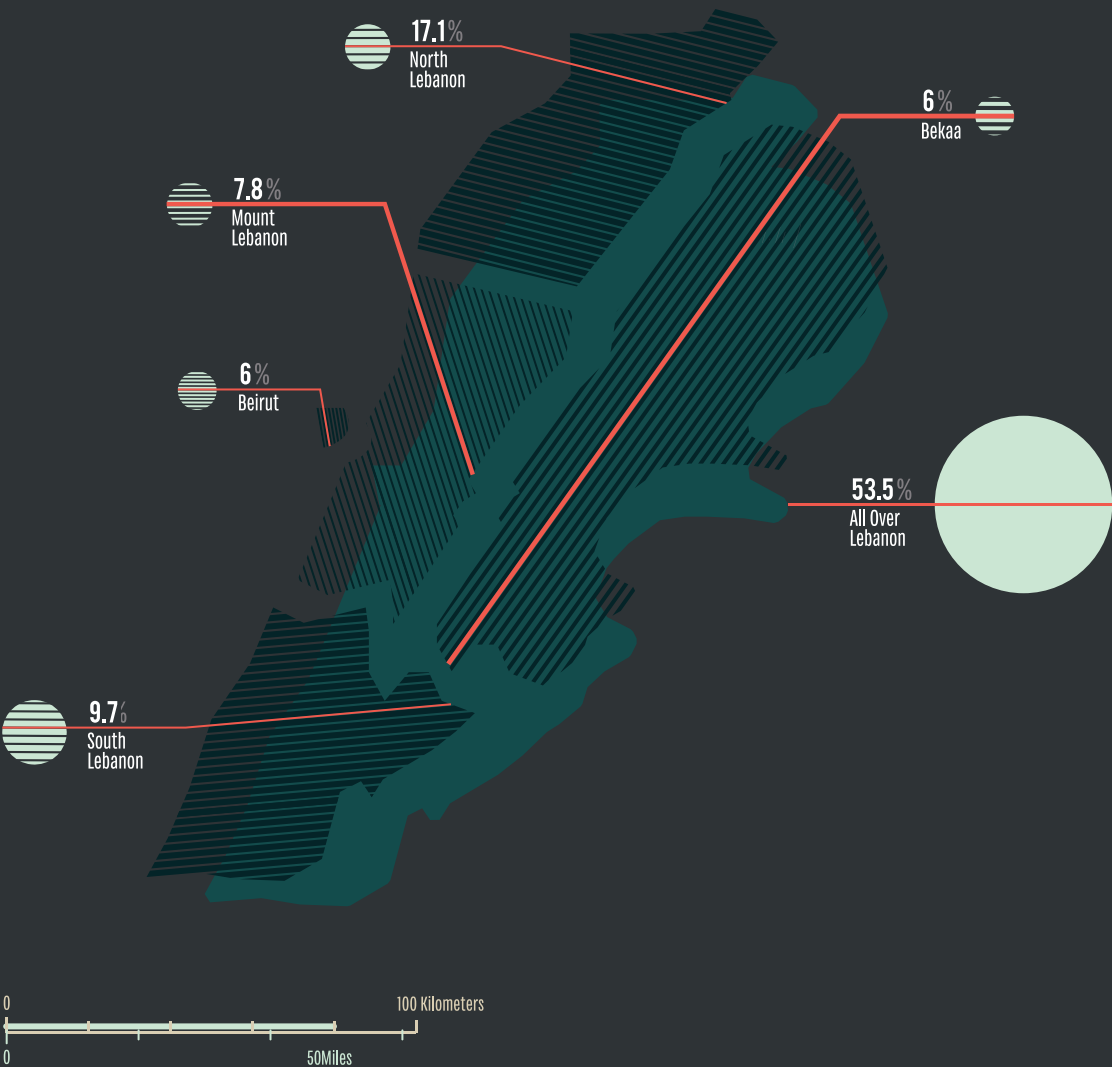 17.1%
North
Lebanon
6%
Bekaa
7.8%
Mount
Lebanon
6%
Beirut
53.5%
All Over
Lebanon
9.7%
South
Lebanon
0
100 Kilometers
0
50Miles